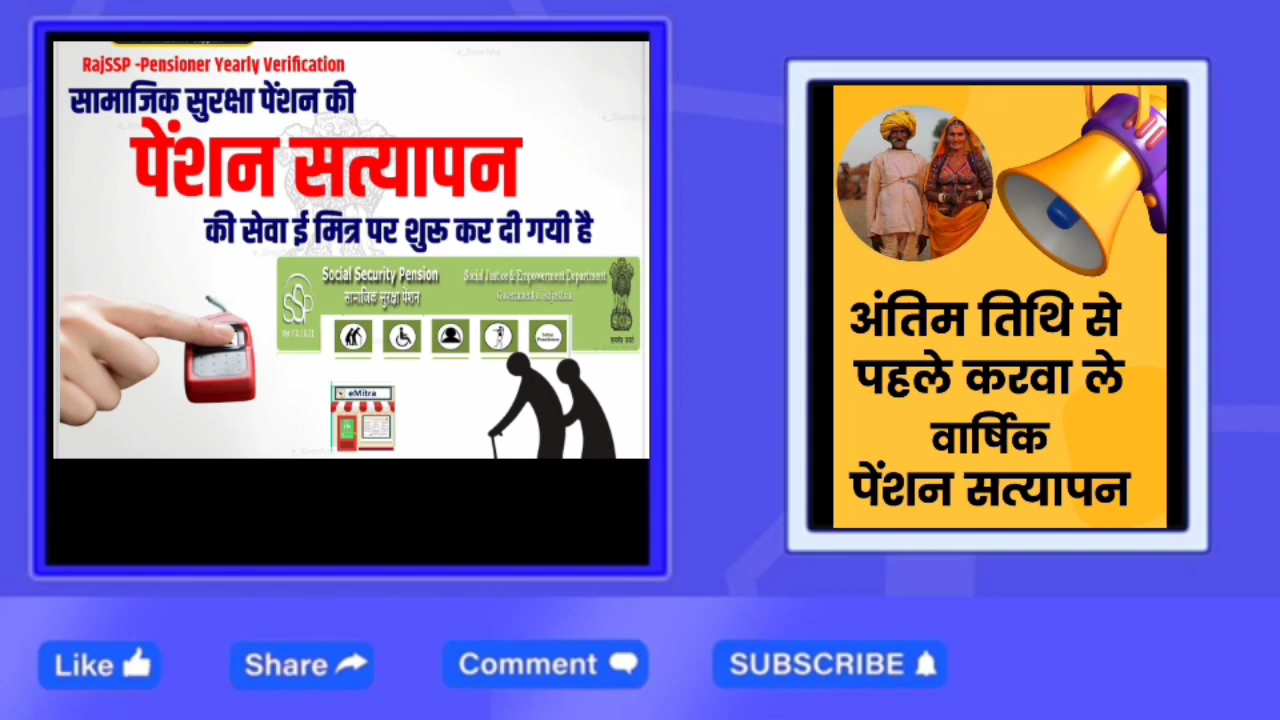 RajSSP -Pensioner Yearly Verification
सामाजिक सुरक्षा पेंशन की
पेंशन सत्यापन
की सेवा ई मित्र पर शुरू कर दी गयी है
Social Security Pension
सामाजिक सुरक्षा पेंशन
Social Justice & Empowerment Department
eMitra
अंतिम तिथि से
पहले करवा ले
वार्षिक
पेंशन सत्यापन
Like
Share
Comment
SUBSCRIBE